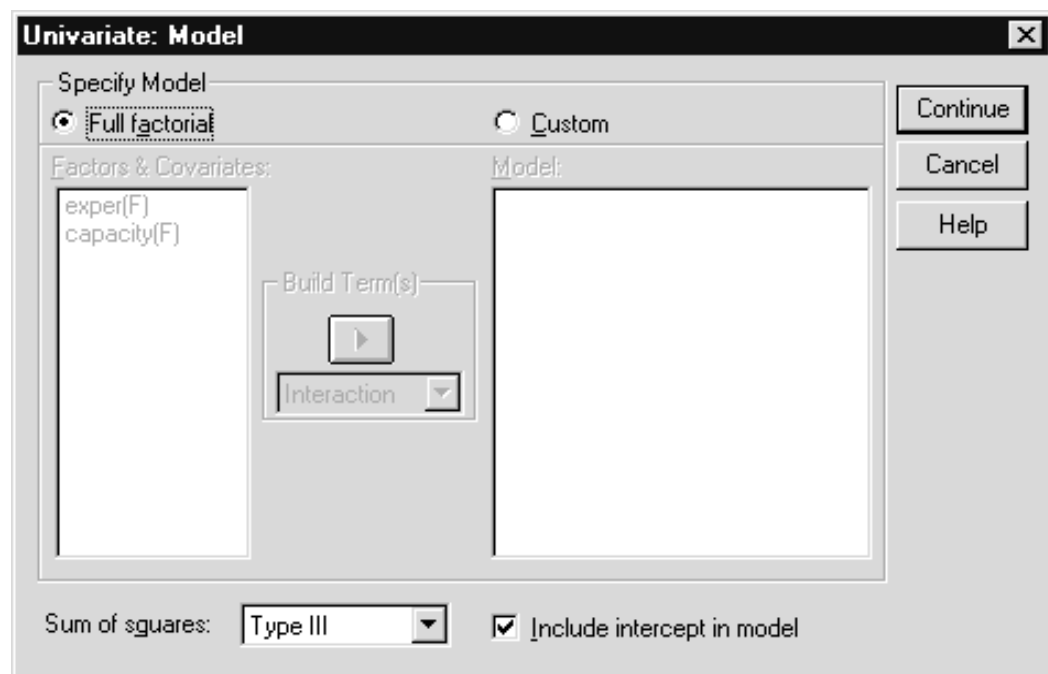 Univariate: Model
Specify Model
Full factorial
Custom
Continue
Cancel
Help
Factors & Covariates:
Model:
exper(F)
capacity(F)
Build Term(s)
Interaction
Sum of sguares:
Type III
Include intercept in model